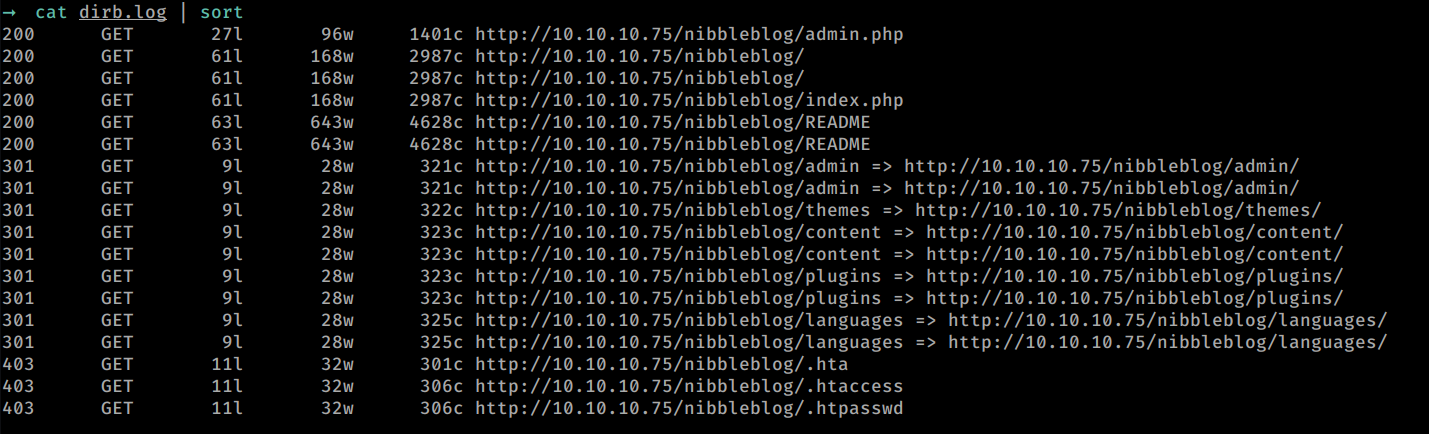 → cat dirb.log | sort
200 GET 27l 96w 1401c http://10.10.10.75/nibbleblog/admin.php
200 GET 61l 168w 2987c http://10.10.10.75/nibbleblog/
200 GET 61l 168w 2987c http://10.10.10.75/nibbleblog/
200 GET 61l 168w 2987c http://10.10.10.75/nibbleblog/index.php
200 GET 63l 643w 4628c http://10.10.10.75/nibbleblog/README
200 GET 63l 643w 4628c http://10.10.10.75/nibbleblog/README
301 GET 9l 28w 321c http://10.10.10.75/nibbleblog/admin => http://10.10.10.75/nibbleblog/admin/
301 GET 9l 28w 321c http://10.10.10.75/nibbleblog/admin => http://10.10.10.75/nibbleblog/admin/
301 GET 9l 28w 322c http://10.10.10.75/nibbleblog/themes => http://10.10.10.75/nibbleblog/themes/
301 GET 9l 28w 323c http://10.10.10.75/nibbleblog/content => http://10.10.10.75/nibbleblog/content/
301 GET 9l 28w 323c http://10.10.10.75/nibbleblog/content => http://10.10.10.75/nibbleblog/content/
301 GET 9l 28w 323c http://10.10.10.75/nibbleblog/plugins => http://10.10.10.75/nibbleblog/plugins/
301 GET 9l 28w 323c http://10.10.10.75/nibbleblog/plugins => http://10.10.10.75/nibbleblog/plugins/
301 GET 9l 28w 325c http://10.10.10.75/nibbleblog/languages => http://10.10.10.75/nibbleblog/languages/
301 GET 9l 28w 325c http://10.10.10.75/nibbleblog/languages => http://10.10.10.75/nibbleblog/languages/
403 GET 11l 32w 301c http://10.10.10.75/nibbleblog/.hta
403 GET 11l 32w 306c http://10.10.10.75/nibbleblog/.htaccess
403 GET 11l 32w 306c http://10.10.10.75/nibbleblog/.htpasswd